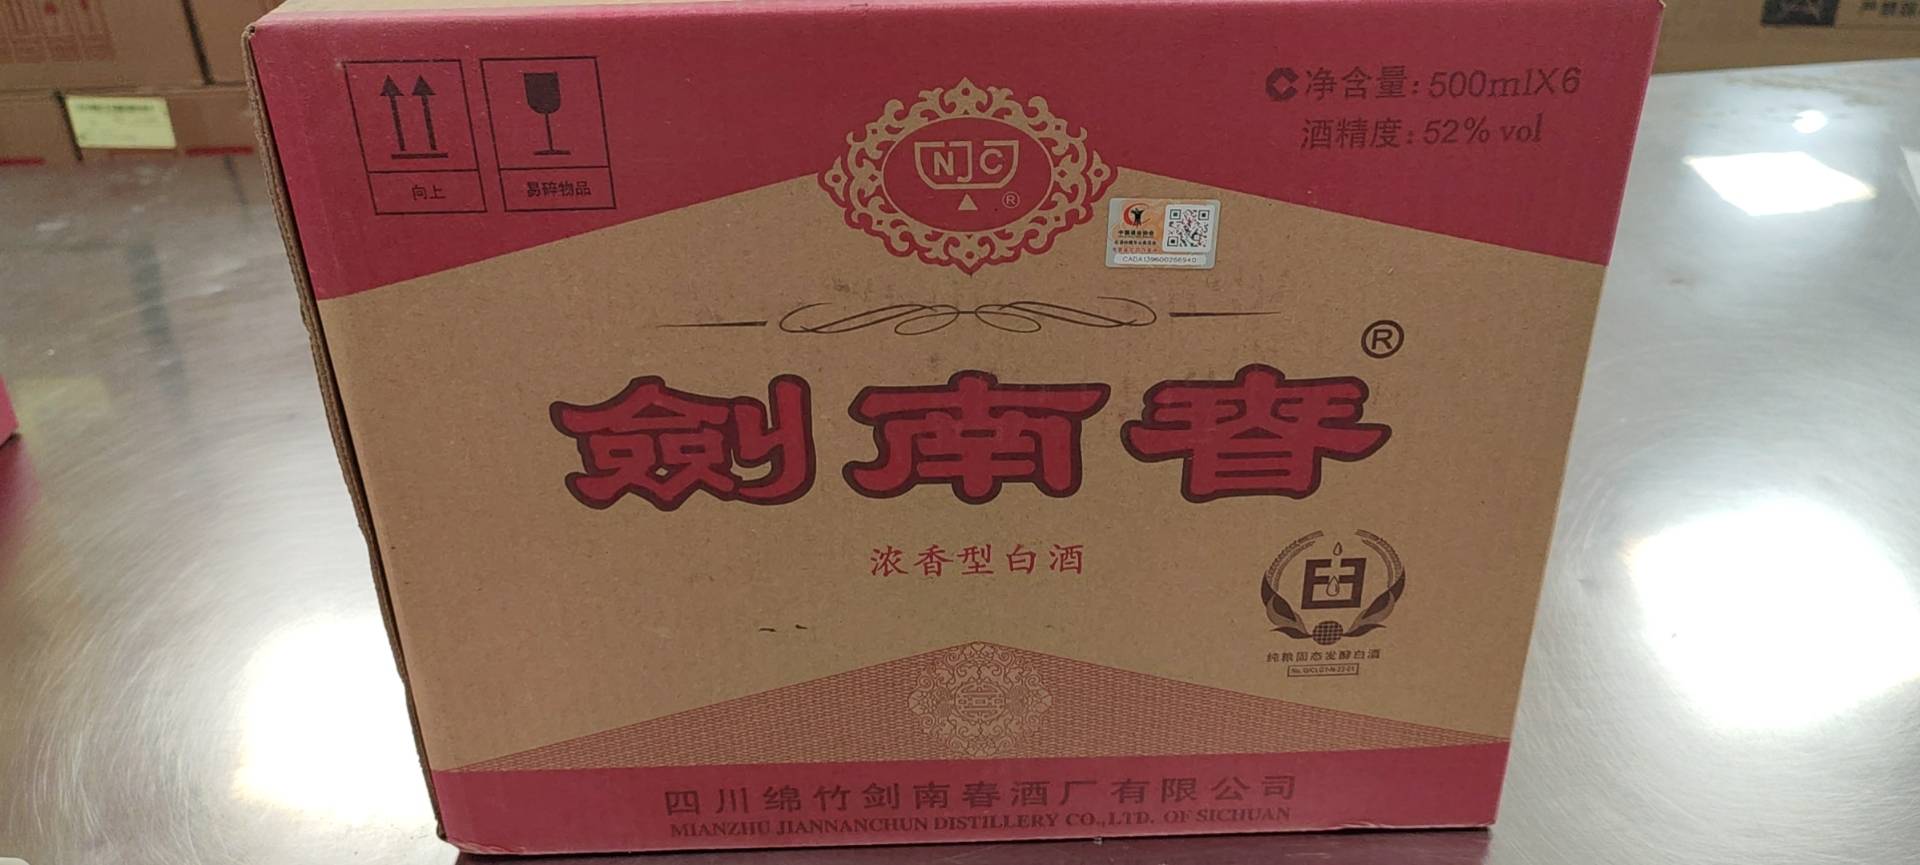 净含量:500mlX6
酒精度:52% vol
向上
易碎物品
NJC
®
CADA139600266940
®
劍南春
浓香型白酒
纯粮固态发酵白酒
四川绵竹剑南春酒厂有限公司
MIANZHU JIANNANCHUN DISTILLERY CO.,LTD. OF SICHUAN